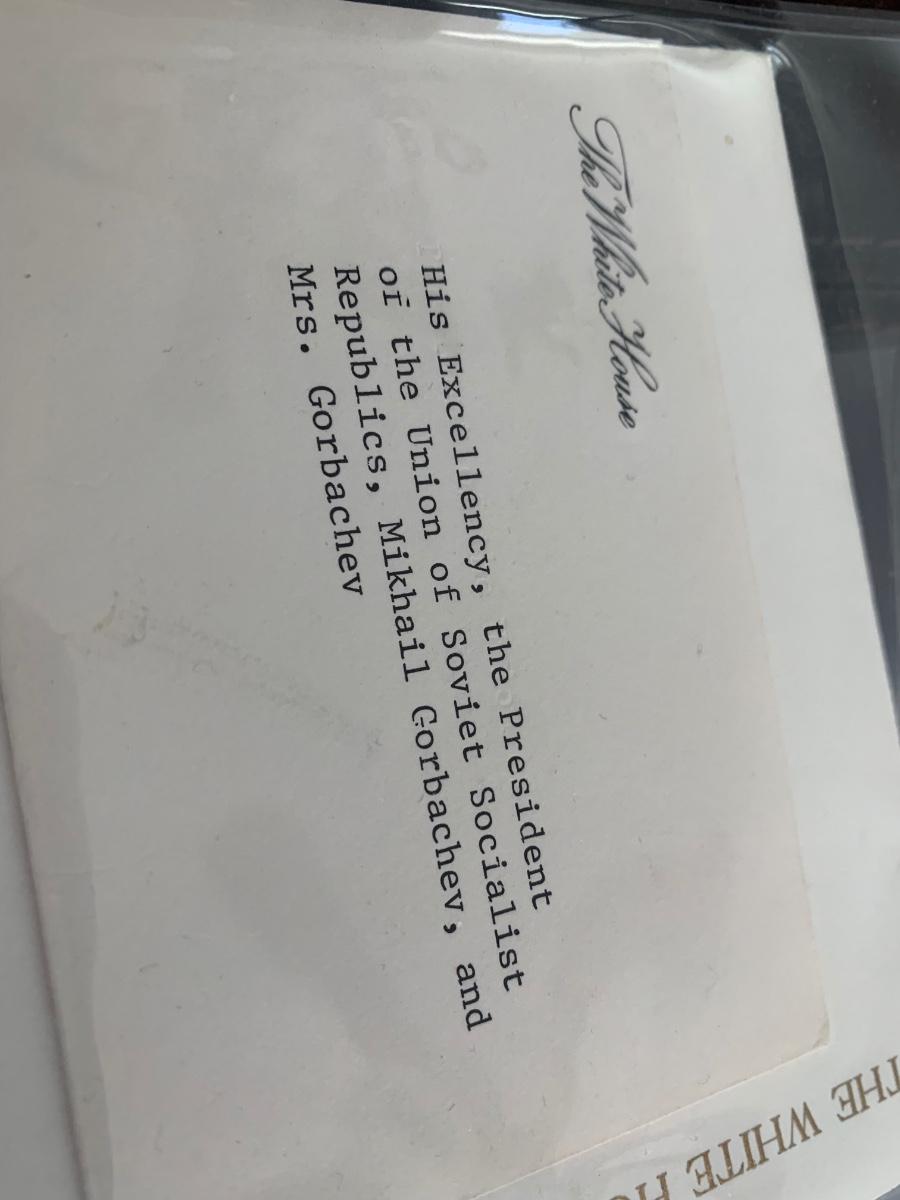 The White House
His Excellency, the President
of the Union of Soviet Socialist
Republics, Mikhail Gorbachev, and
Mrs. Gorbachev
THE WHITE